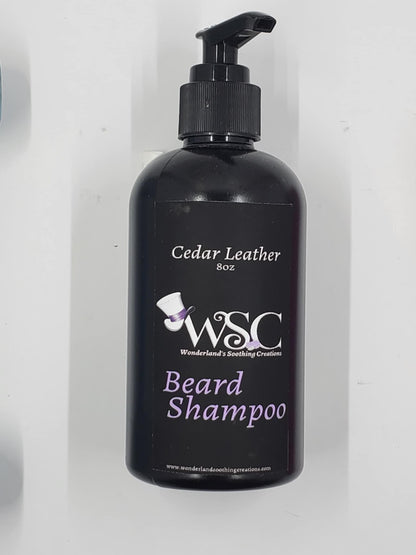 Cedar Leather
8oz
WSC
Wonderland's Soothing Creations
Beard
Shampoo
www.wonderlandsoothingcreations.com